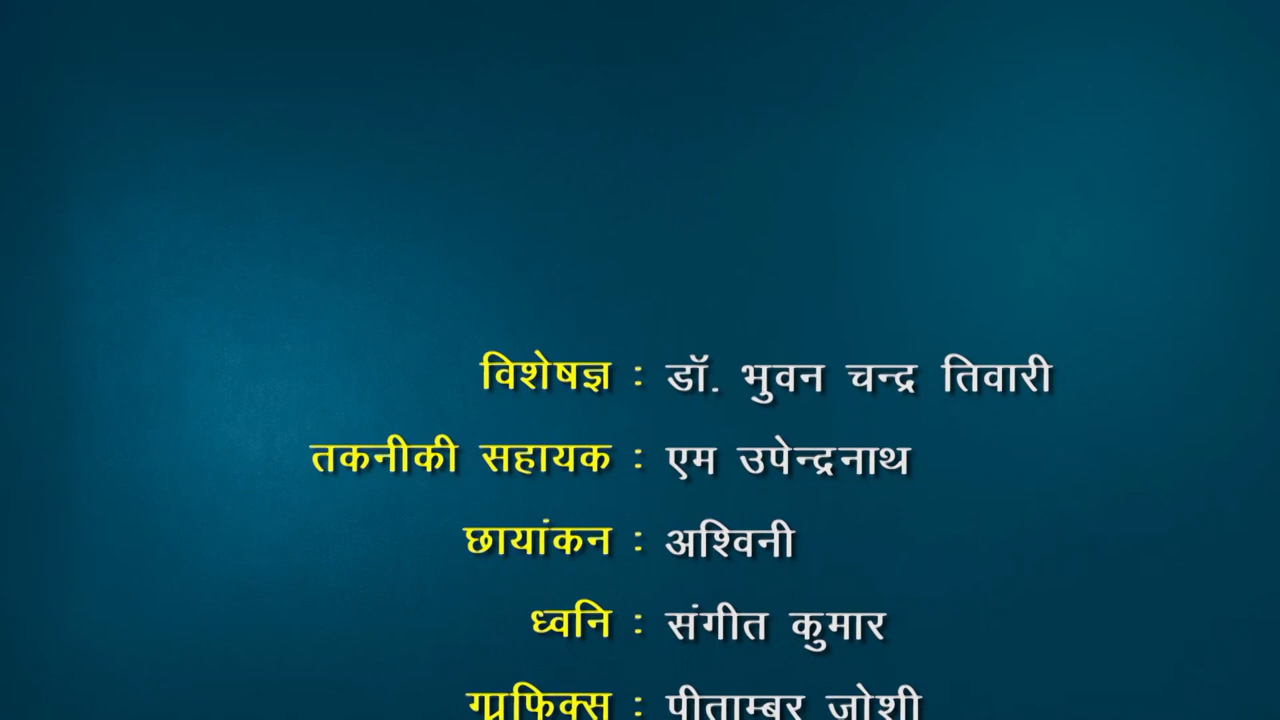 विशेषज्ञ : डॉ. भुवन चन्द्र तिवारी
तकनीकी सहायक : एम उपेन्द्रनाथ
छायांकन : अश्विनी
ध्वनि : संगीत कुमार
ग्राफिक्स : पीताम्बर जोशी